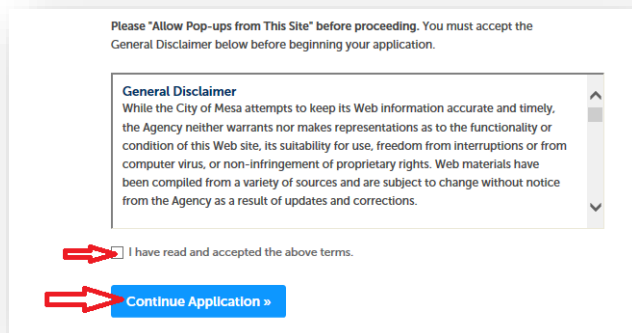 Please "Allow Pop-ups from This Site" before proceeding. You must accept the
General Disclaimer below before beginning your application.
General Disclaimer
While the City of Mesa attempts to keep its Web information accurate and timely,
the Agency neither warrants nor makes representations as to the functionality or
condition of this Web site, its suitability for use, freedom from interruptions or from
computer virus, or non-infringement of proprietary rights. Web materials have
been compiled from a variety of sources and are subject to change without notice
from the Agency as a result of updates and corrections.
I have read and accepted the above terms.
Continue Application »